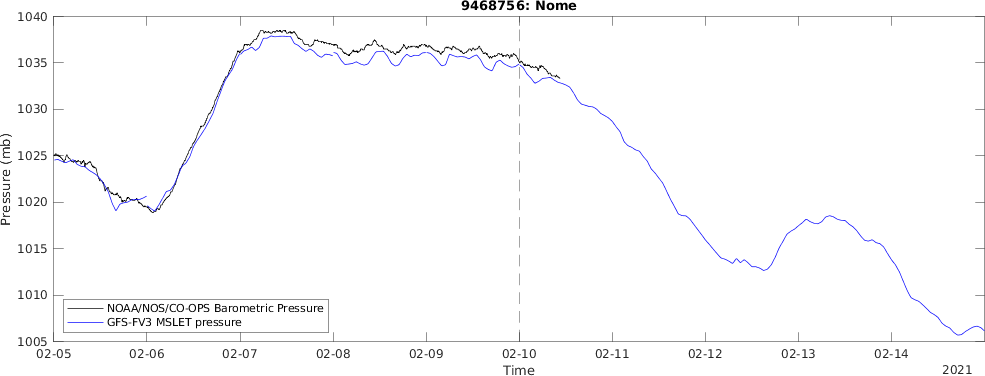 9468756: Nome
1040
1035
1030
1025
1020
1015
1010
1005
Pressure (mb)
NOAA/NOS/CO-OPS Barometric Pressure
GFS-FV3 MSLET pressure
02-05 02-06 02-07 02-08 02-09 02-10 02-11 02-12 02-13 02-14
Time
2021